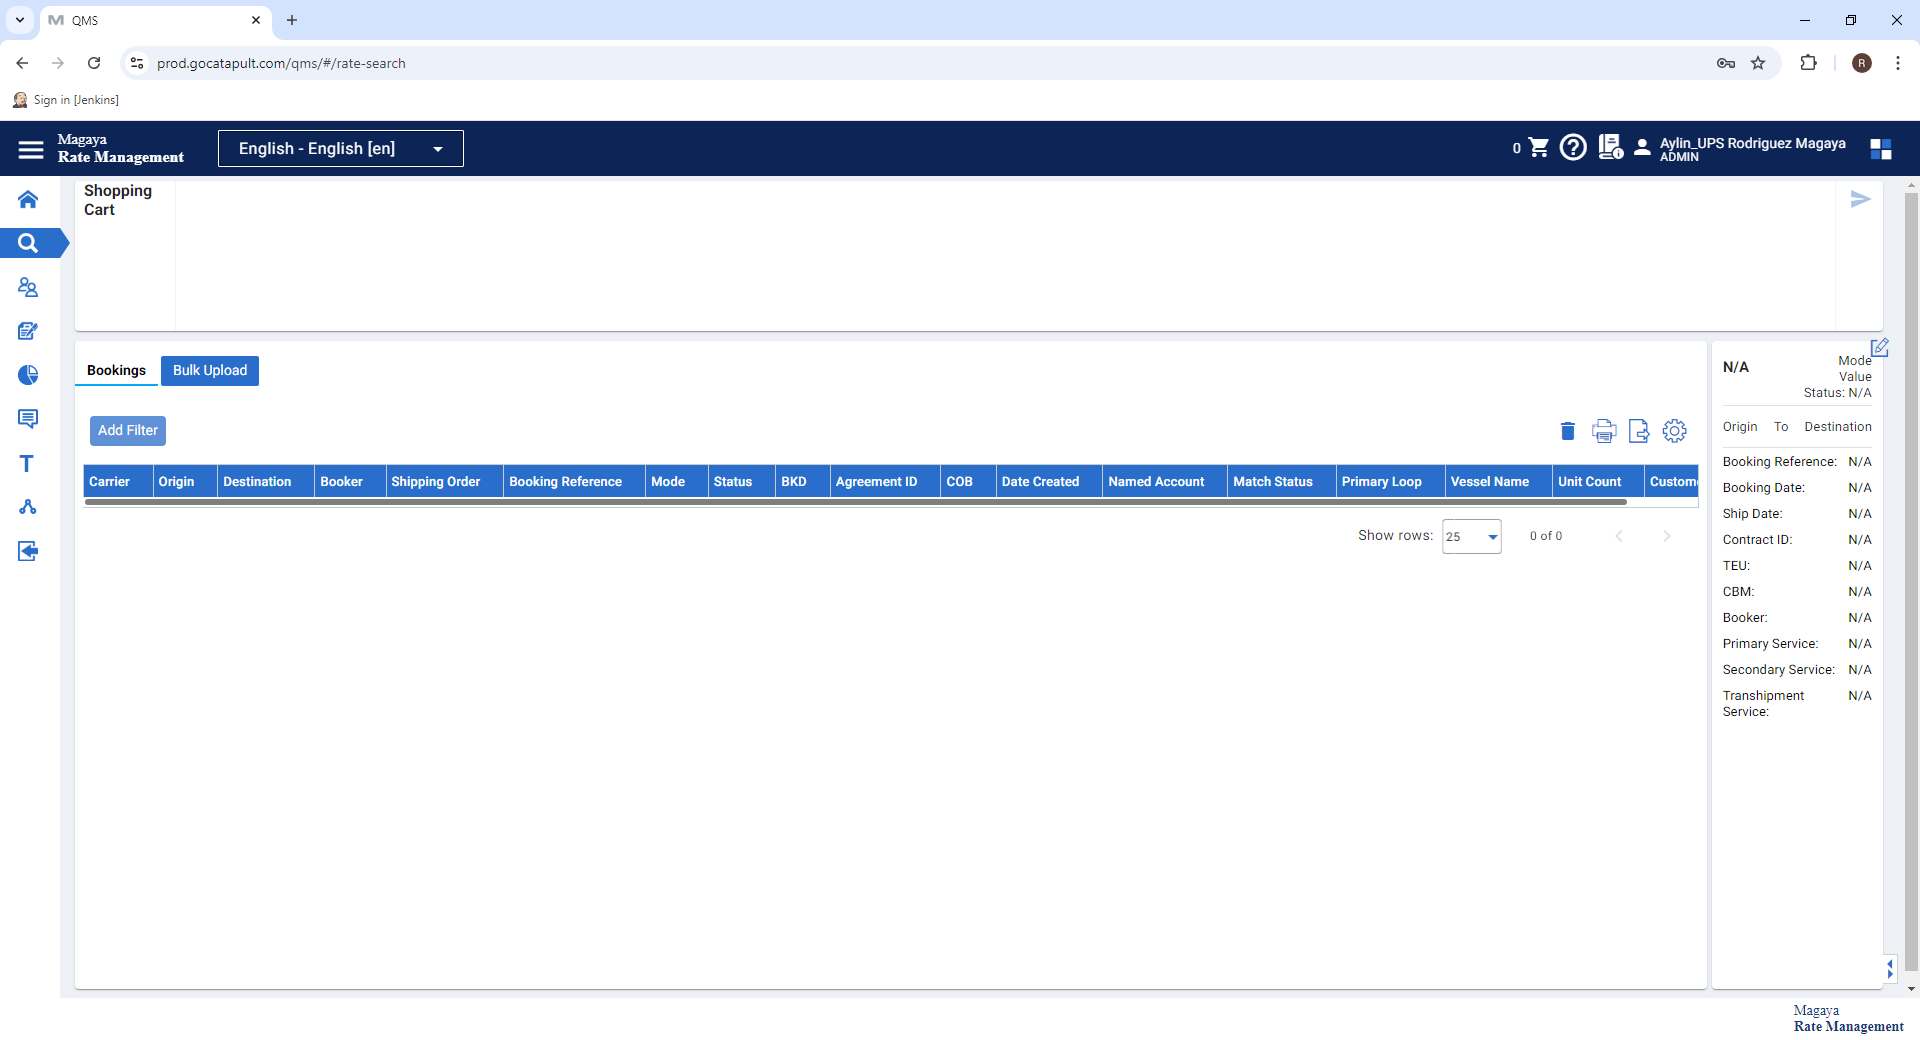 QMS
prod.gocatapult.com/qms/#/rate-search
R
Sign in [Jenkins]
Magaya
Rate Management
English - English [en]
0
Aylin_UPS Rodriguez Magaya
ADMIN
Shopping
Cart
Bookings
Bulk Upload
Add Filter
Carrier Origin Destination Booker Shipping Order Booking Reference Mode Status BKD Agreement ID COB Date Created Named Account Match Status Primary Loop Vessel Name Unit Count Custom
Show rows: 25 0 of 0
N/A
Mode
Value
Status: N/A
Origin To Destination
Booking Reference: N/A
Booking Date: N/A
Ship Date: N/A
Contract ID: N/A
TEU: N/A
CBM: N/A
Booker: N/A
Primary Service: N/A
Secondary Service: N/A
Transhipment N/A
Service:
T
Magaya
Rate Management